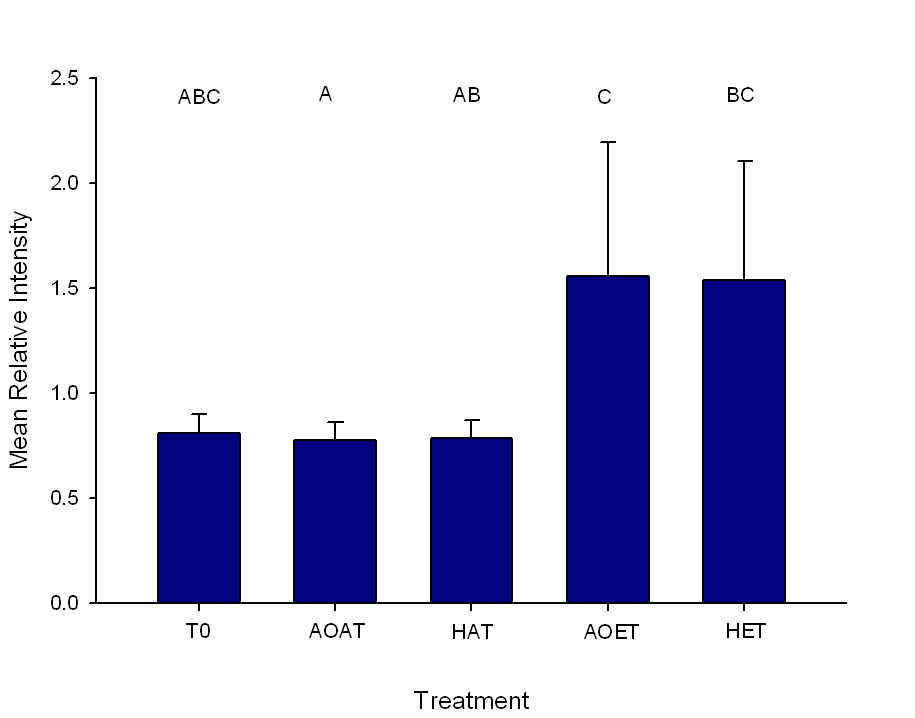 2.5
2.0
1.5
1.0
0.5
0.0
Mean Relative Intensity
ABC A AB C BC
T0 AOAT HAT AOET HET
Treatment